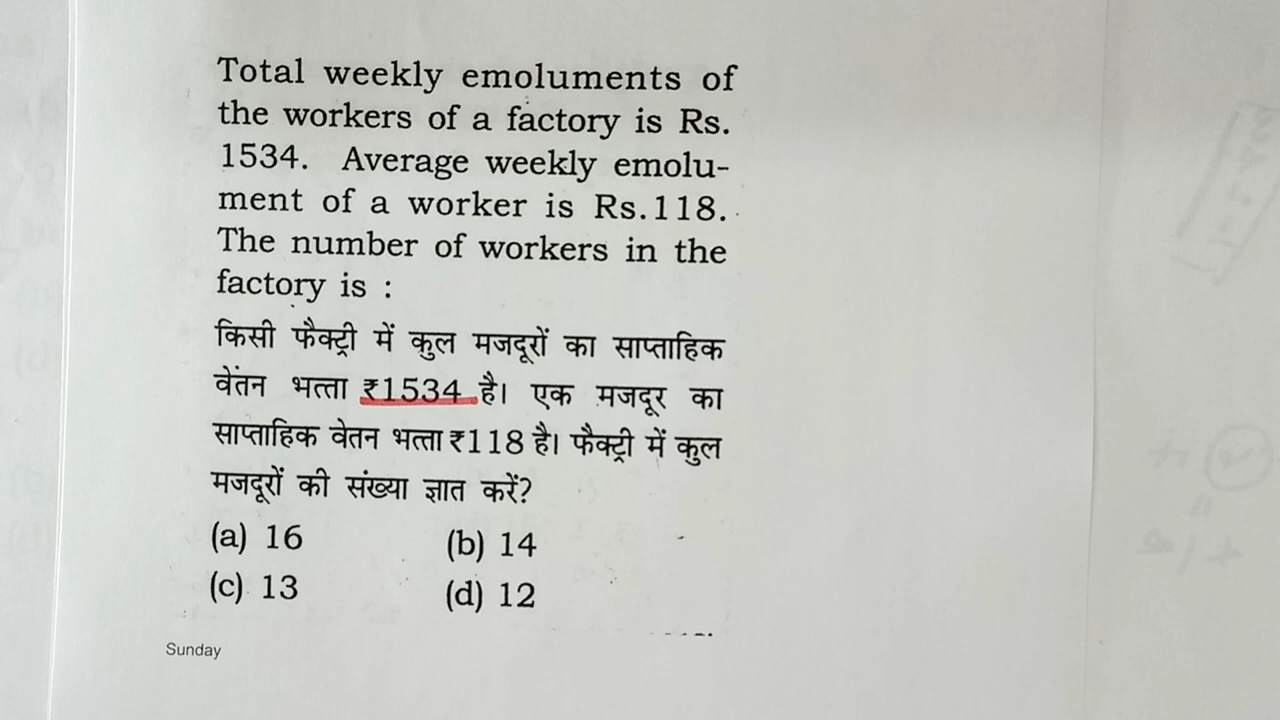 Total weekly emoluments of
the workers of a factory is Rs.
1534. Average weekly emolu-
ment of a worker is Rs.118.
The number of workers in the
factory is :
किसी फैक्ट्री में कुल मजदूरों का साप्ताहिक
वेतन भत्ता ₹1534 है। एक मजदूर का
साप्ताहिक वेतन भत्ता ₹118 है। फैक्ट्री में कुल
मजदूरों की संख्या ज्ञात करें?
(a) 16 (b) 14
(c) 13 (d) 12
Sunday